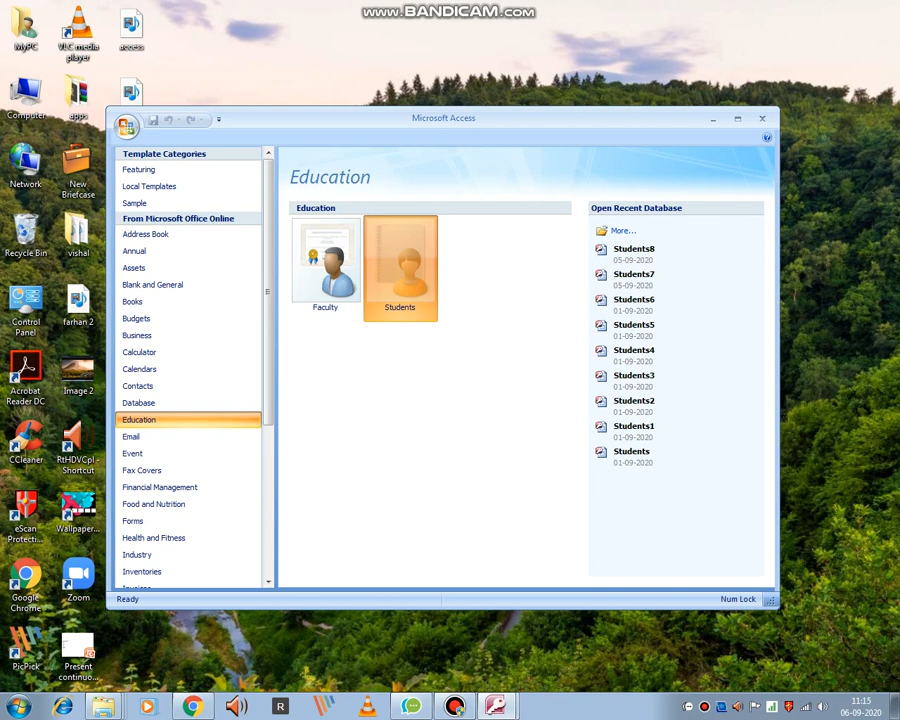 WWW.BANDICAM.COM
MyPC
VLC media player
access
Computer
apps
Network
New Briefcase
Recycle Bin
vishal
Control Panel
farhan 2
Acrobat Reader DC
Image 2
CCleaner
RtHDVCpl - Shortcut
eScan Protecti...
Wallpaper...
Google Chrome
Zoom
PicPick
Present continuo...
Microsoft Access
Template Categories
Featuring
Local Templates
Sample
From Microsoft Office Online
Address Book
Annual
Assets
Blank and General
Books
Budgets
Business
Calculator
Calendars
Contacts
Database
Education
Email
Event
Fax Covers
Financial Management
Food and Nutrition
Forms
Health and Fitness
Industry
Inventories
Education
Education
Faculty
Students
Open Recent Database
More...
Students8
05-09-2020
Students7
05-09-2020
Students6
01-09-2020
Students5
01-09-2020
Students4
01-09-2020
Students3
01-09-2020
Students2
01-09-2020
Students1
01-09-2020
Students
01-09-2020
Ready
Num Lock
R
11:15
06-09-2020